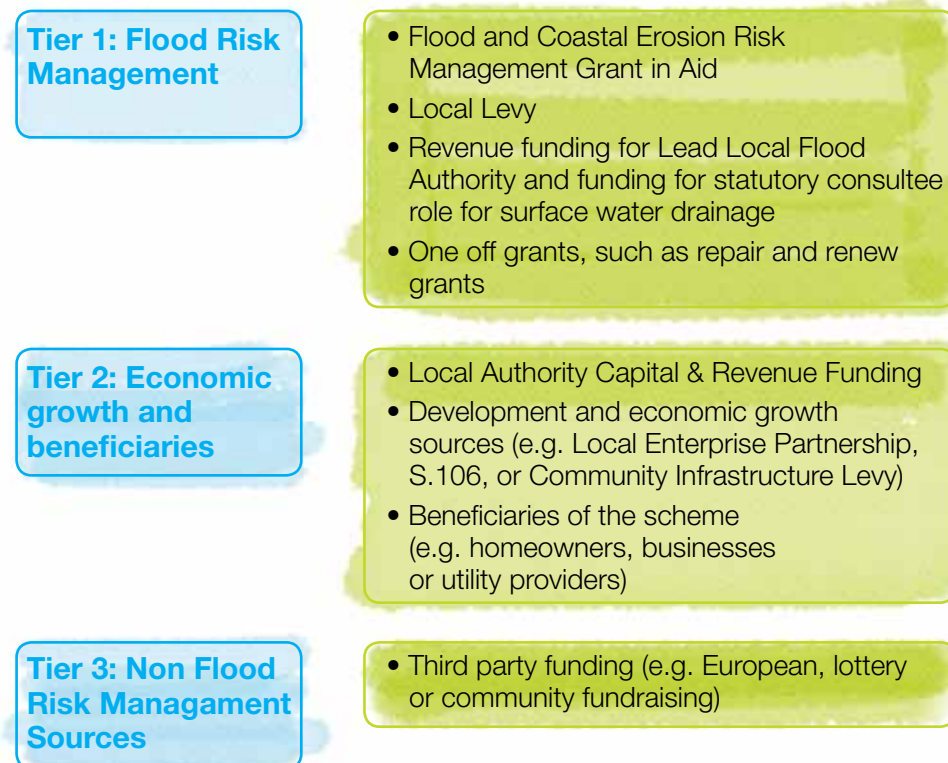 Tier 1: Flood Risk
Management
• Flood and Coastal Erosion Risk
Management Grant in Aid
• Local Levy
• Revenue funding for Lead Local Flood
Authority and funding for statutory consultee
role for surface water drainage
• One off grants, such as repair and renew
grants
Tier 2: Economic
growth and
beneficiaries
• Local Authority Capital & Revenue Funding
• Development and economic growth
sources (e.g. Local Enterprise Partnership,
S.106, or Community Infrastructure Levy)
• Beneficiaries of the scheme
(e.g. homeowners, businesses
or utility providers)
Tier 3: Non Flood
Risk Managament
Sources
• Third party funding (e.g. European, lottery
or community fundraising)